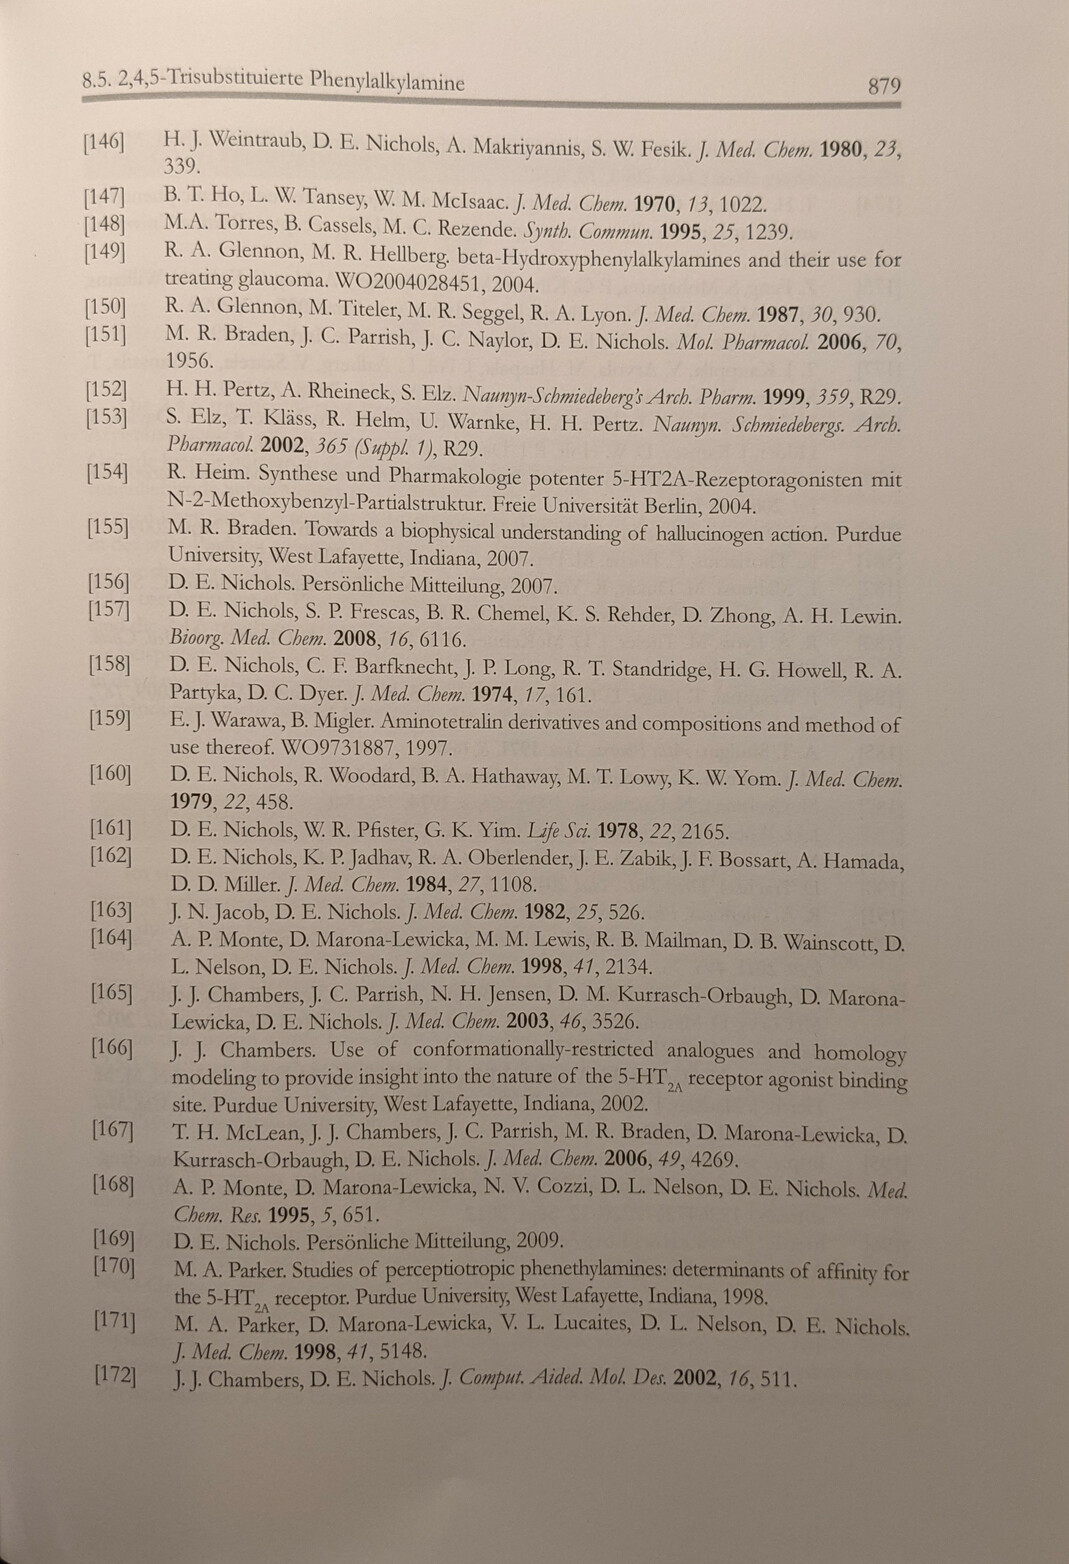 8.5. 2,4,5-Trisubstituierte Phenylalkylamine 879
[146] H. J. Weintraub, D. E. Nichols, A. Makriyannis, S. W. Fesik. J. Med. Chem. 1980, 23,
339.
[147] B. T. Ho, L. W. Tansey, W. M. McIsaac. J. Med. Chem. 1970, 13, 1022.
[148] M.A. Torres, B. Cassels, M. C. Rezende. Synth. Commun. 1995, 25, 1239.
[149] R. A. Glennon, M. R. Hellberg. beta-Hydroxyphenylalkylamines and their use for
treating glaucoma. WO2004028451, 2004.
[150] R. A. Glennon, M. Titeler, M. R. Seggel, R. A. Lyon. J. Med. Chem. 1987, 30, 930.
[151] M. R. Braden, J. C. Parrish, J. C. Naylor, D. E. Nichols. Mol. Pharmacol. 2006, 70,
1956.
[152] H. H. Pertz, A. Rheineck, S. Elz. Naunyn-Schmiedeberg's Arch. Pharm. 1999, 359, R29.
[153] S. Elz, T. Kläss, R. Helm, U. Warnke, H. H. Pertz. Naunyn. Schmiedebergs. Arch.
Pharmacol. 2002, 365 (Suppl. 1), R29.
[154] R. Heim. Synthese und Pharmakologie potenter 5-HT2A-Rezeptoragonisten mit
N-2-Methoxybenzyl-Partialstruktur. Freie Universität Berlin, 2004.
[155] M. R. Braden. Towards a biophysical understanding of hallucinogen action. Purdue
University, West Lafayette, Indiana, 2007.
[156] D. E. Nichols. Persönliche Mitteilung, 2007.
[157] D. E. Nichols, S. P. Frescas, B. R. Chemel, K. S. Rehder, D. Zhong, A. H. Lewin.
Bioorg. Med. Chem. 2008, 16, 6116.
[158] D. E. Nichols, C. F. Barfknecht, J. P. Long, R. T. Standridge, H. G. Howell, R. A.
Partyka, D. C. Dyer. J. Med. Chem. 1974, 17, 161.
[159] E. J. Warawa, B. Migler. Aminotetralin derivatives and compositions and method of
use thereof. WO9731887, 1997.
[160] D. E. Nichols, R. Woodard, B. A. Hathaway, M. T. Lowy, K. W. Yom. J. Med. Chem.
1979, 22, 458.
[161] D. E. Nichols, W. R. Pfister, G. K. Yim. Life Sci. 1978, 22, 2165.
[162] D. E. Nichols, K. P. Jadhav, R. A. Oberlender, J. E. Zabik, J. F. Bossart, A. Hamada,
D. D. Miller. J. Med. Chem. 1984, 27, 1108.
[163] J. N. Jacob, D. E. Nichols. J. Med. Chem. 1982, 25, 526.
[164] A. P. Monte, D. Marona-Lewicka, M. M. Lewis, R. B. Mailman, D. B. Wainscott, D.
L. Nelson, D. E. Nichols. J. Med. Chem. 1998, 41, 2134.
[165] J. J. Chambers, J. C. Parrish, N. H. Jensen, D. M. Kurrasch-Orbaugh, D. Marona-
Lewicka, D. E. Nichols. J. Med. Chem. 2003, 46, 3526.
[166] J. J. Chambers. Use of conformationally-restricted analogues and homology
modeling to provide insight into the nature of the 5-HT2A receptor agonist binding
site. Purdue University, West Lafayette, Indiana, 2002.
[167] T. H. McLean, J. J. Chambers, J. C. Parrish, M. R. Braden, D. Marona-Lewicka, D.
Kurrasch-Orbaugh, D. E. Nichols. J. Med. Chem. 2006, 49, 4269.
[168] A. P. Monte, D. Marona-Lewicka, N. V. Cozzi, D. L. Nelson, D. E. Nichols. Med.
Chem. Res. 1995, 5, 651.
[169] D. E. Nichols. Persönliche Mitteilung, 2009.
[170] M. A. Parker. Studies of perceptiotropic phenethylamines: determinants of affinity for
the 5-HT2A receptor. Purdue University, West Lafayette, Indiana, 1998.
[171] M. A. Parker, D. Marona-Lewicka, V. L. Lucaites, D. L. Nelson, D. E. Nichols.
J. Med. Chem. 1998, 41, 5148.
[172] J. J. Chambers, D. E. Nichols. J. Comput. Aided. Mol. Des. 2002, 16, 511.